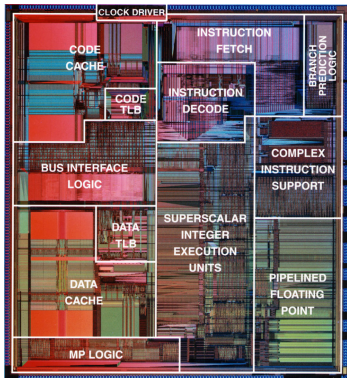 CLOCK DRIVER
CODE
CACHE
INSTRUCTION
FETCH
BRANCH
PREDICTION
LOGIC
CODE
TLB
INSTRUCTION
DECODE
BUS INTERFACE
LOGIC
COMPLEX
INSTRUCTION
SUPPORT
DATA
TLB
SUPERSCALAR
INTEGER
EXECUTION
UNITS
DATA
CACHE
PIPELINED
FLOATING
POINT
MP LOGIC